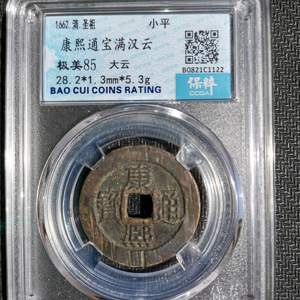 1662.清.圣祖
小平
康熙通宝满汉云
极美85 大云
28.2*1.3mm*5.3g
BAO CUI COINS RATING
B0821C1122
保粹
CCGA
康熙通寶